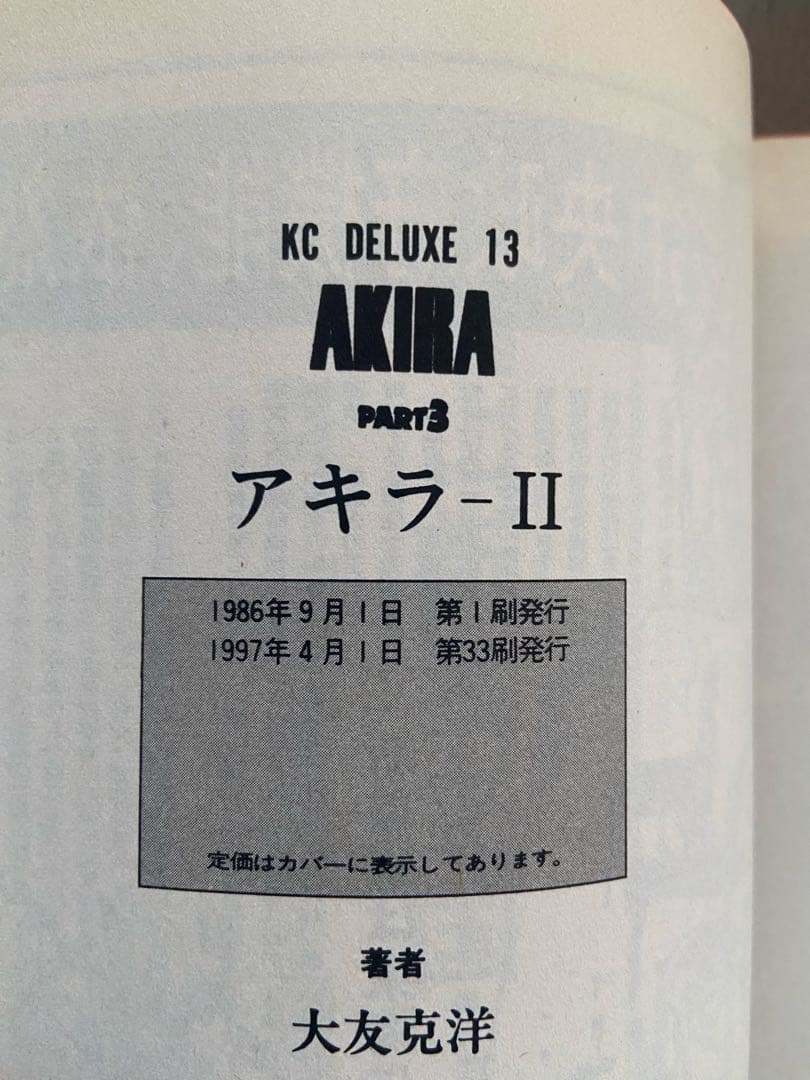 KC DELUXE 13
AKIRA
PART3
アキラ-II
1986年9月1日 第1刷発行
1997年4月1日 第33刷発行
定価はカバーに表示してあります。
著者
大友克洋